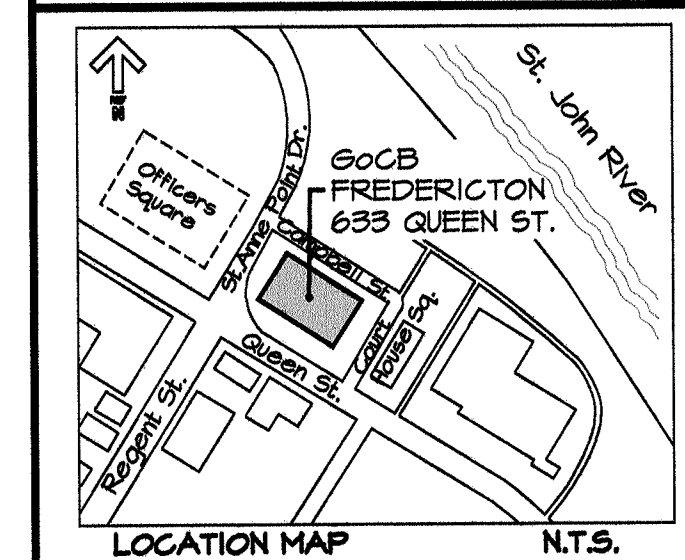 St. John River
Officers
Square
St. Anne Point Dr.
GOCB
FREDERICTON
633 QUEEN ST.
Campbell St.
Court
House Sq.
Queen St.
Regent St.
LOCATION MAP
N.T.S.